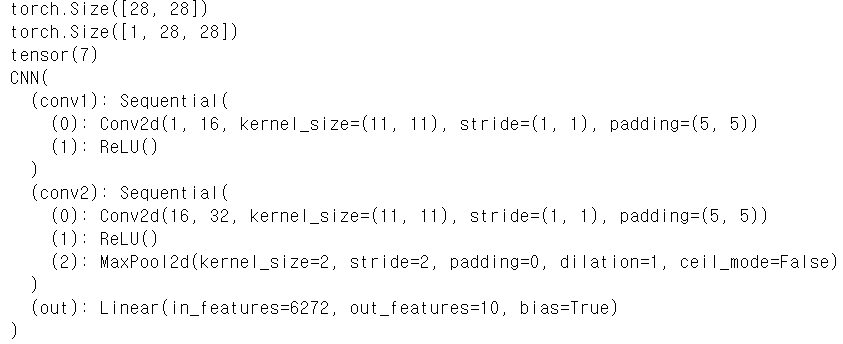 torch.Size([28, 28])
torch.Size([1, 28, 28])
tensor(7)
CNN(
  (conv1): Sequential(
    (0): Conv2d(1, 16, kernel_size=(11, 11), stride=(1, 1), padding=(5, 5))
    (1): ReLU()
  )
  (conv2): Sequential(
    (0): Conv2d(16, 32, kernel_size=(11, 11), stride=(1, 1), padding=(5, 5))
    (1): ReLU()
    (2): MaxPool2d(kernel_size=2, stride=2, padding=0, dilation=1, ceil_mode=False)
  )
  (out): Linear(in_features=6272, out_features=10, bias=True)
)